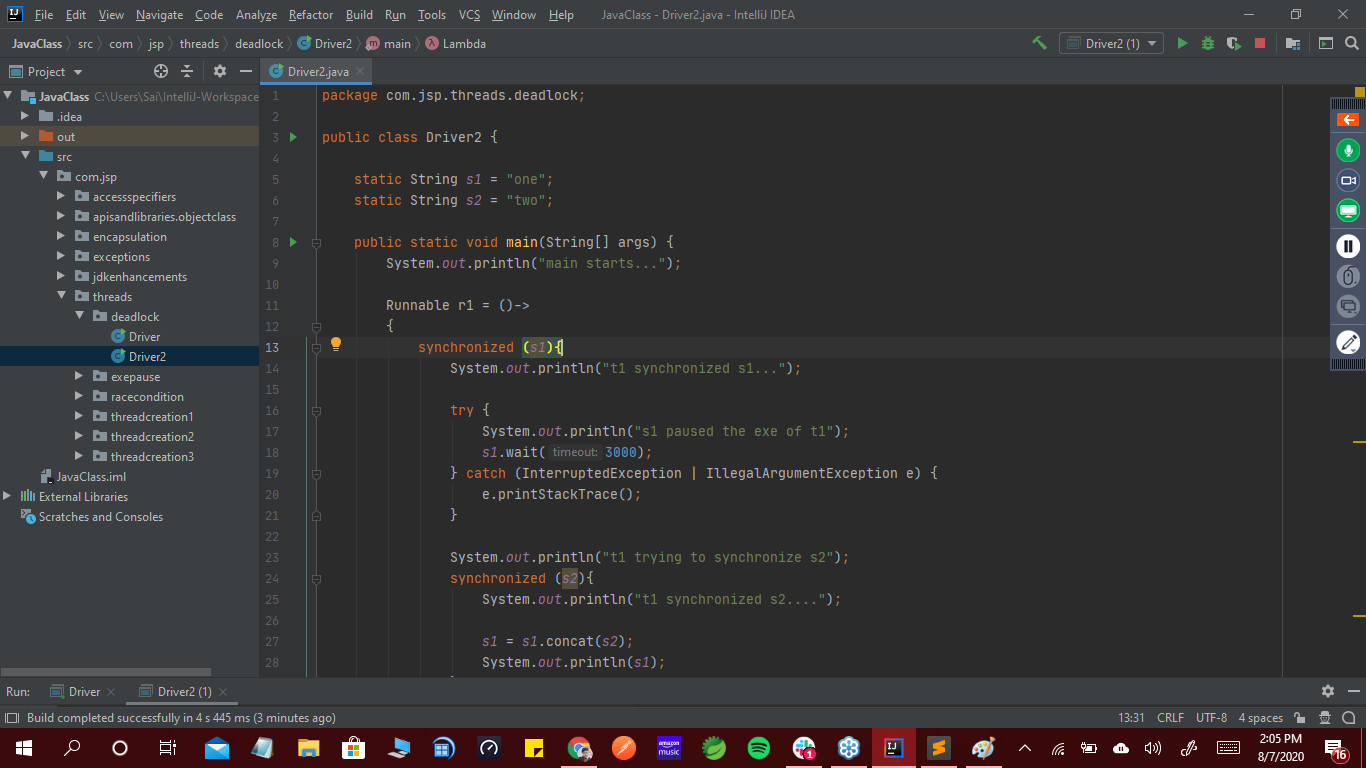 File Edit View Navigate Code Analyze Refactor Build Run Tools VCS Window Help JavaClass - Driver2.java - IntelliJ IDEA
JavaClass src com jsp threads deadlock Driver2 main Lambda Driver2 (1)
Project
Driver2.java
JavaClass C:\Users\Sai\IntelliJ-Workspace
.idea
out
src
com.jsp
accessspecifiers
apisandlibraries.objectclass
encapsulation
exceptions
jdkenhancements
threads
deadlock
Driver
Driver2
exepause
racecondition
threadcreation1
threadcreation2
threadcreation3
JavaClass.iml
External Libraries
Scratches and Consoles
1 package com.jsp.threads.deadlock;
2
3 public class Driver2 {
4
5 static String s1 = "one";
6 static String s2 = "two";
7
8 public static void main(String[] args) {
9 System.out.println("main starts...");
10
11 Runnable r1 = ()->
12 {
13 synchronized (s1){
14 System.out.println("t1 synchronized s1...");
15
16 try {
17 System.out.println("s1 paused the exe of t1");
18 s1.wait( timeout: 3000);
19 } catch (InterruptedException | IllegalArgumentException e) {
20 e.printStackTrace();
21 }
22
23 System.out.println("t1 trying to synchronize s2");
24 synchronized (s2){
25 System.out.println("t1 synchronized s2....");
26
27 s1 = s1.concat(s2);
28 System.out.println(s1);
Run: Driver Driver2 (1)
Build completed successfully in 4 s 445 ms (3 minutes ago) 13:31 CRLF UTF-8 4 spaces
amazon music
1
IJ
2:05 PM
8/7/2020
16